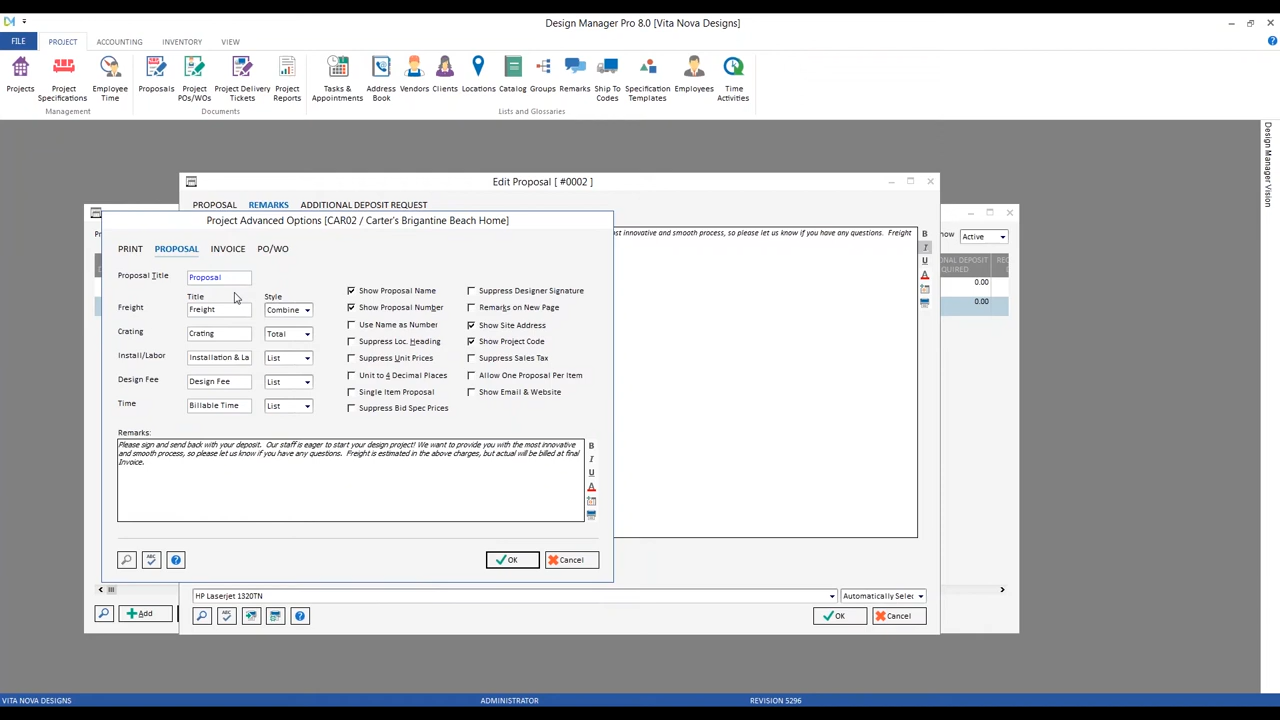 Design Manager Pro 8.0 [Vita Nova Designs]
FILE PROJECT ACCOUNTING INVENTORY VIEW
Projects
Project Specifications
Employee Time
Proposals
Project POs/WOs
Project Delivery Tickets
Project Reports
Tasks & Appointments
Address Book
Vendors
Clients
Locations
Catalog
Groups
Remarks
Ship To Codes
Specification Templates
Employees
Time Activities
Management
Documents
Lists and Glossaries
Design Manager Vision
Edit Proposal [ #0002 ]
PROPOSAL REMARKS ADDITIONAL DEPOSIT REQUEST
Project Advanced Options [CAR02 / Carter's Brigantine Beach Home]
most innovative and smooth process, so please let us know if you have any questions. Freight
Active
DEPOSIT
0.00
0.00
PRINT PROPOSAL INVOICE PO/WO
Proposal Title Proposal
Title Style
Freight Freight Combine
Crating Crating Total
Install/Labor Installation & La List
Design Fee Design Fee List
Time Billable Time List
Show Proposal Name
Show Proposal Number
Use Name as Number
Suppress Loc. Heading
Suppress Unit Prices
Unit to 4 Decimal Places
Single Item Proposal
Suppress Bid Spec Prices
Suppress Designer Signature
Remarks on New Page
Show Site Address
Show Project Code
Suppress Sales Tax
Allow One Proposal Per Item
Show Email & Website
Remarks:
Please sign and send back with your deposit. Our staff is eager to start your design project! We want to provide you with the most innovative
and smooth process, so please let us know if you have any questions. Freight is estimated in the above charges, but actual will be billed at final
Invoice.
B
I
U
A
B
I
U
A
ABC
OK Cancel
HP Laserjet 1320TN Automatically Selec
Add
ABC
OK Cancel
VITA NOVA DESIGNS ADMINISTRATOR REVISION 5296